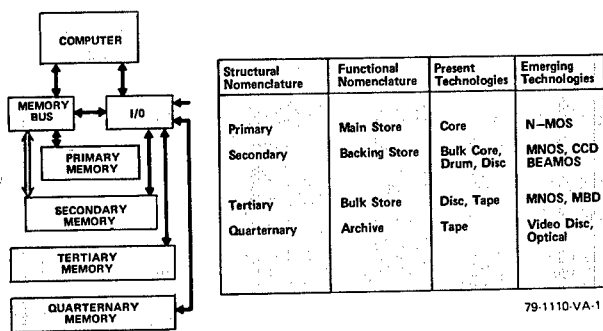 COMPUTER
MEMORY
BUS
I/O
PRIMARY
MEMORY
SECONDARY
MEMORY
TERTIARY
MEMORY
QUARTERNARY
MEMORY
Structural Nomenclature Functional Nomenclature Present Technologies Emerging Technologies
Primary Main Store Core N-MOS
Secondary Backing Store Bulk Core, Drum, Disc MNOS, CCD BEAMOS
Tertiary Bulk Store Disc, Tape MNOS, MBD
Quarternary Archive Tape Video Disc, Optical
79-1110-VA-1